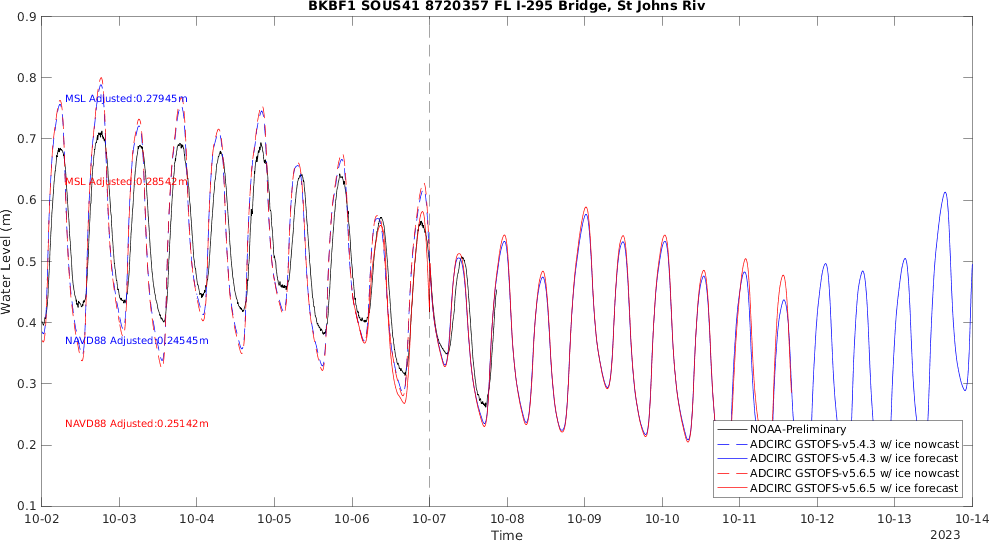 BKBF1 SOUS41 8720357 FL I-295 Bridge, St Johns Riv
0.9
0.8
0.7
0.6
0.5
0.4
0.3
0.2
0.1
Water Level (m)
MSL Adjusted:0.27945m
MSL Adjusted:0.28542m
NAVD88 Adjusted:0.24545m
NAVD88 Adjusted:0.25142m
NOAA-Preliminary
ADCIRC GSTOFS-v5.4.3 w/ ice nowcast
ADCIRC GSTOFS-v5.4.3 w/ ice forecast
ADCIRC GSTOFS-v5.6.5 w/ ice nowcast
ADCIRC GSTOFS-v5.6.5 w/ ice forecast
10-02 10-03 10-04 10-05 10-06 10-07 10-08 10-09 10-10 10-11 10-12 10-13 10-14
Time
2023